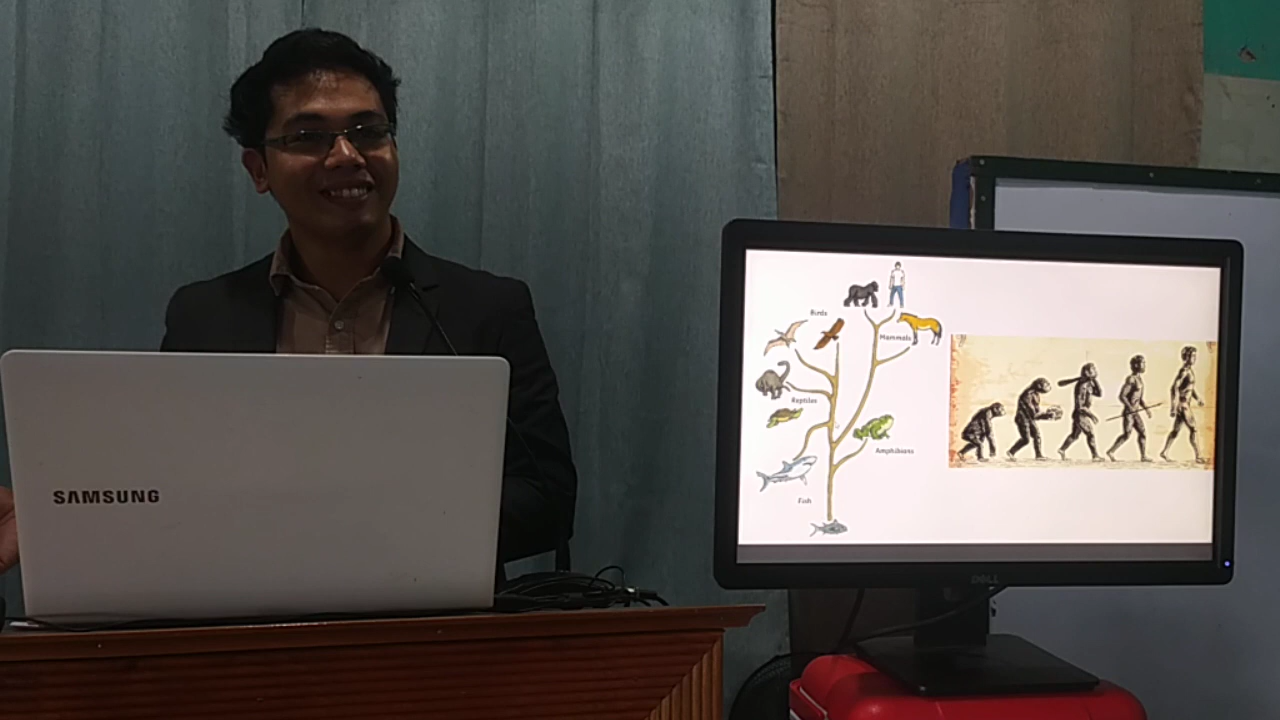 SAMSUNG
Birds
Mammals
Reptiles
Amphibians
Fish
DELL